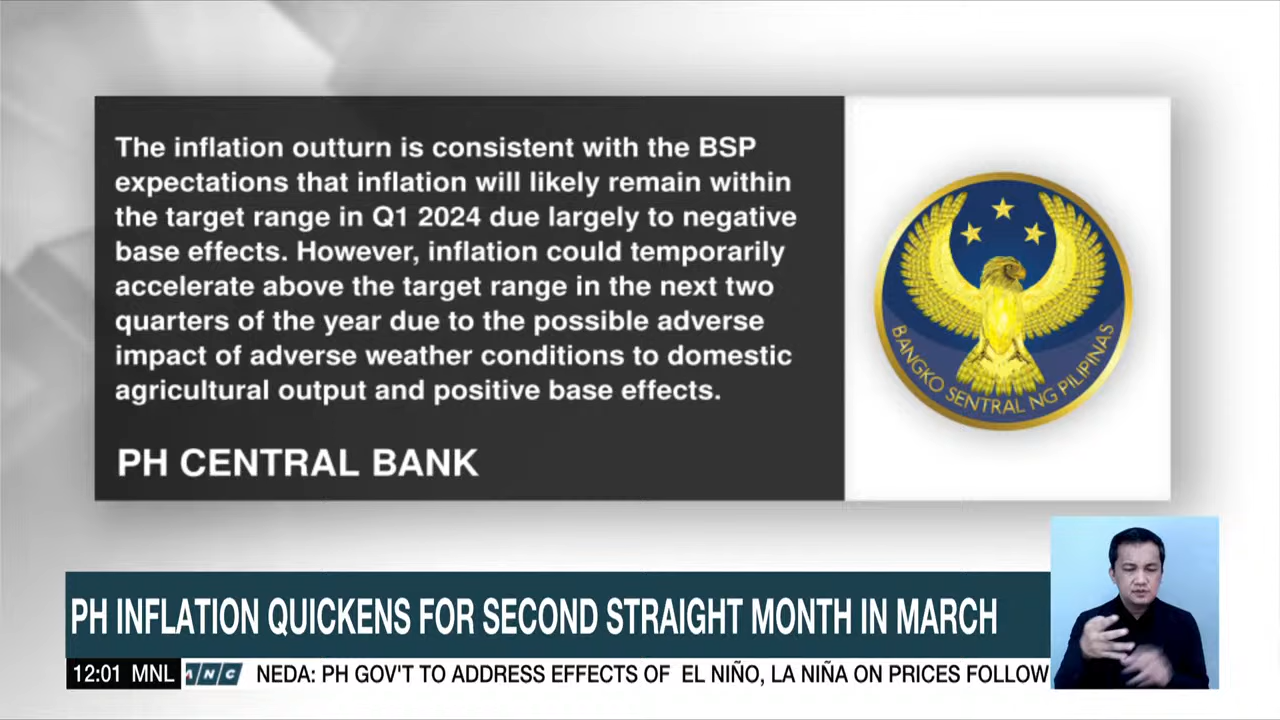 The inflation outturn is consistent with the BSP
expectations that inflation will likely remain within
the target range in Q1 2024 due largely to negative
base effects. However, inflation could temporarily
accelerate above the target range in the next two
quarters of the year due to the possible adverse
impact of adverse weather conditions to domestic
agricultural output and positive base effects.
PH CENTRAL BANK
BANGKO SENTRAL NG PILIPINAS
PH INFLATION QUICKENS FOR SECOND STRAIGHT MONTH IN MARCH
12:01 MNL ANC NEDA: PH GOV'T TO ADDRESS EFFECTS OF EL NIÑO, LA NIÑA ON PRICES FOLLOW